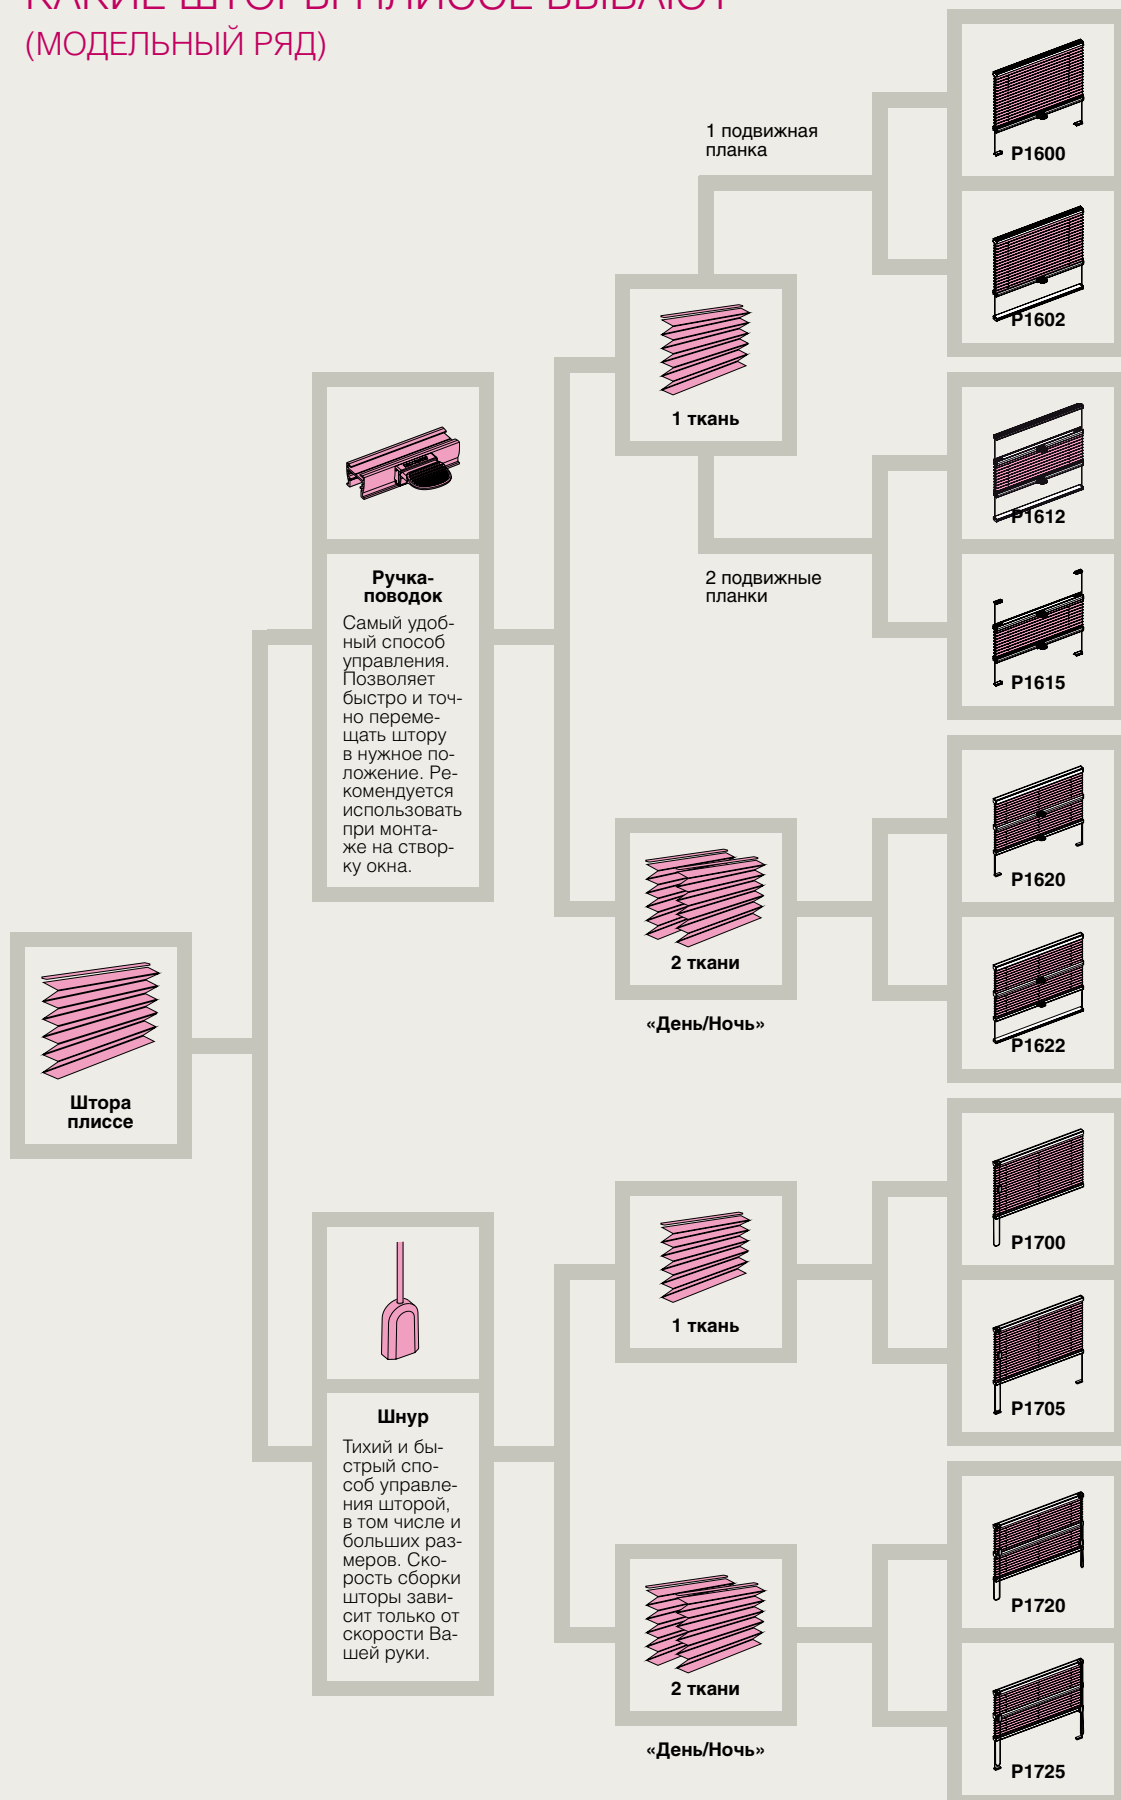 КАКИЕ ШТОРЫ ПЛИССЕ БЫВАЮТ
(МОДЕЛЬНЫЙ РЯД)
1 подвижная
планка
P1600
P1602
1 ткань
P1612
2 подвижные
планки
P1615
Ручка-
поводок
Самый удоб-
ный способ
управления.
Позволяет
быстро и точ-
но переме-
щать штору
в нужное по-
ложение. Ре-
комендуется
использовать
при монта-
же на створ-
ку окна.
P1620
2 ткани
«День/Ночь»
P1622
Штора
плиссе
P1700
1 ткань
P1705
Шнур
Тихий и бы-
стрый спо-
соб управле-
ния шторой,
в том числе и
больших раз-
меров. Ско-
рость сборки
шторы зави-
сит только от
скорости Ва-
шей руки.
P1720
2 ткани
«День/Ночь»
P1725